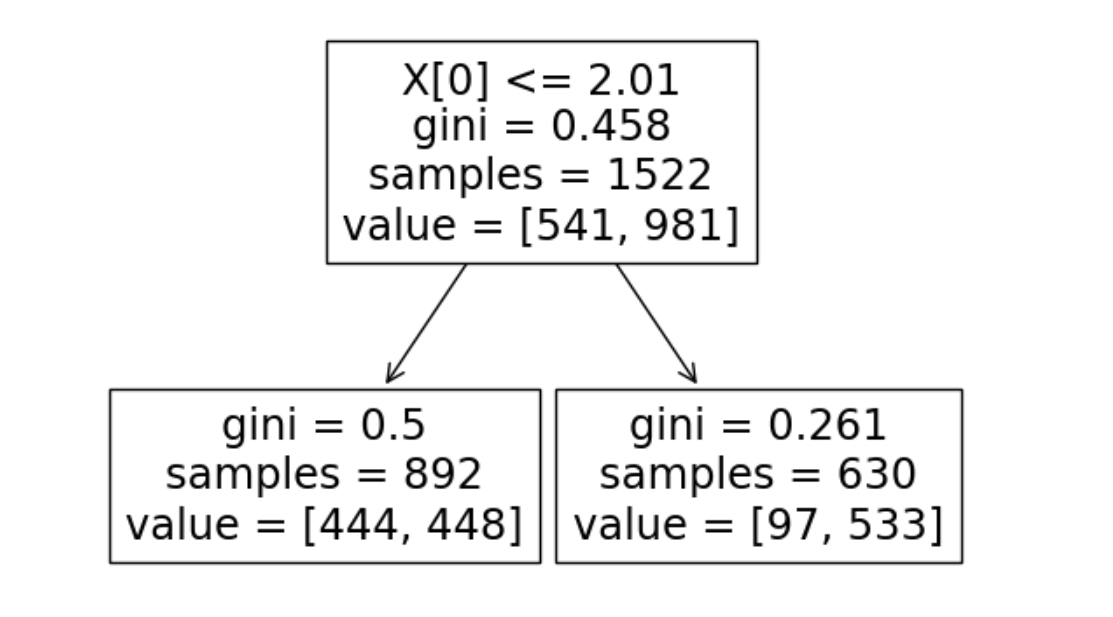 X[0] <= 2.01
gini = 0.458
samples = 1522
value = [541, 981]
gini = 0.5
samples = 892
value = [444, 448]
gini = 0.261
samples = 630
value = [97, 533]